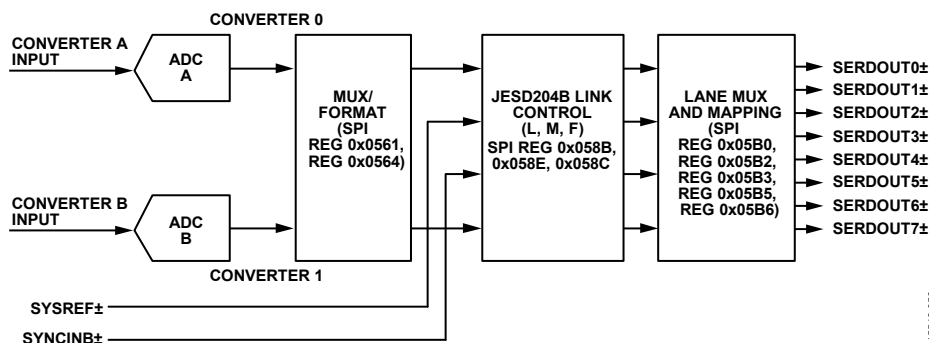 CONVERTER 0
CONVERTER A
INPUT
ADC
A
MUX/
FORMAT
(SPI
REG 0x0561,
REG 0x0564)
JESD204B LINK
CONTROL
(L, M, F)
SPI REG 0x058B,
0x058E, 0x058C
LANE MUX
AND MAPPING
(SPI
REG 0x05B0,
REG 0x05B2,
REG 0x05B3,
REG 0x05B5,
REG 0x05B6)
SERDOUT0±
SERDOUT1±
SERDOUT2±
SERDOUT3±
SERDOUT4±
SERDOUT5±
SERDOUT6±
SERDOUT7±
CONVERTER B
INPUT
ADC
B
CONVERTER 1
SYSREF±
SYNCINB±